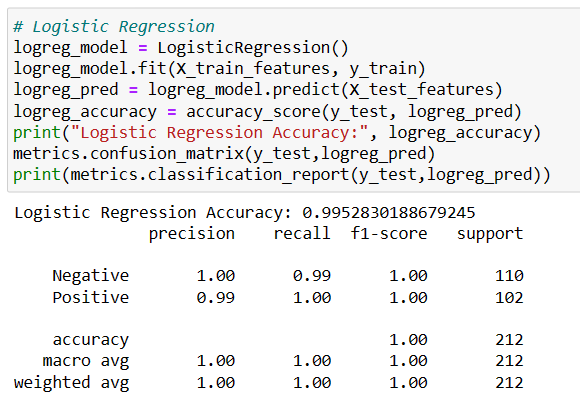 # Logistic Regression
logreg_model = LogisticRegression()
logreg_model.fit(X_train_features, y_train)
logreg_pred = logreg_model.predict(X_test_features)
logreg_accuracy = accuracy_score(y_test, logreg_pred)
print("Logistic Regression Accuracy:", logreg_accuracy)
metrics.confusion_matrix(y_test,logreg_pred)
print(metrics.classification_report(y_test,logreg_pred))
Logistic Regression Accuracy: 0.9952830188679245
precision recall f1-score support
Negative 1.00 0.99 1.00 110
Positive 0.99 1.00 1.00 102
accuracy 1.00 212
macro avg 1.00 1.00 1.00 212
weighted avg 1.00 1.00 1.00 212